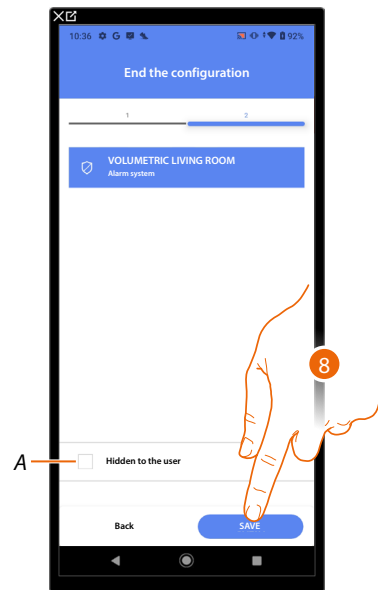 10:36 G 92%
End the configuration
1 2
VOLUMETRIC LIVING ROOM
Alarm system
8
A
Hidden to the user
Back SAVE